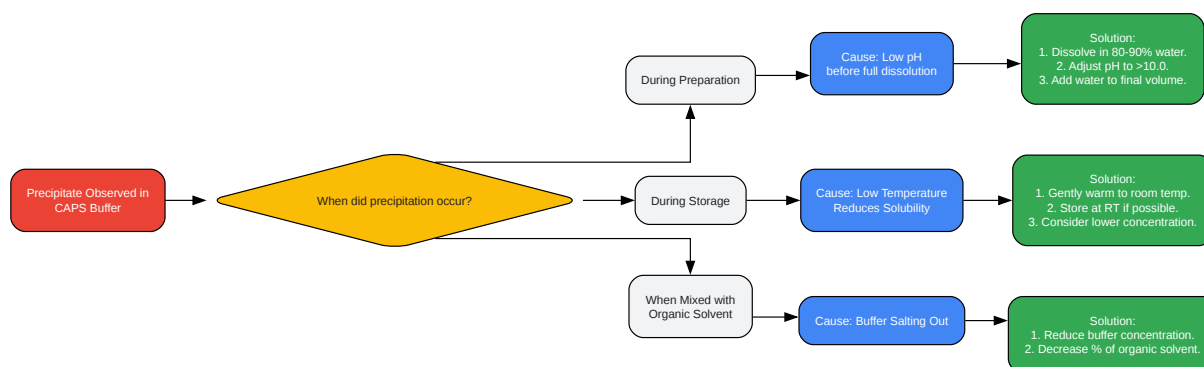 Precipitate Observed in
CAPS Buffer
When did precipitation occur?
During Preparation
Cause: Low pH
before full dissolution
Solution:
1. Dissolve in 80-90% water.
2. Adjust pH to >10.0.
3. Add water to final volume.
During Storage
Cause: Low Temperature
Reduces Solubility
Solution:
1. Gently warm to room temp.
2. Store at RT if possible.
3. Consider lower concentration.
When Mixed with
Organic Solvent
Cause: Buffer Salting Out
Solution:
1. Reduce buffer concentration.
2. Decrease % of organic solvent.